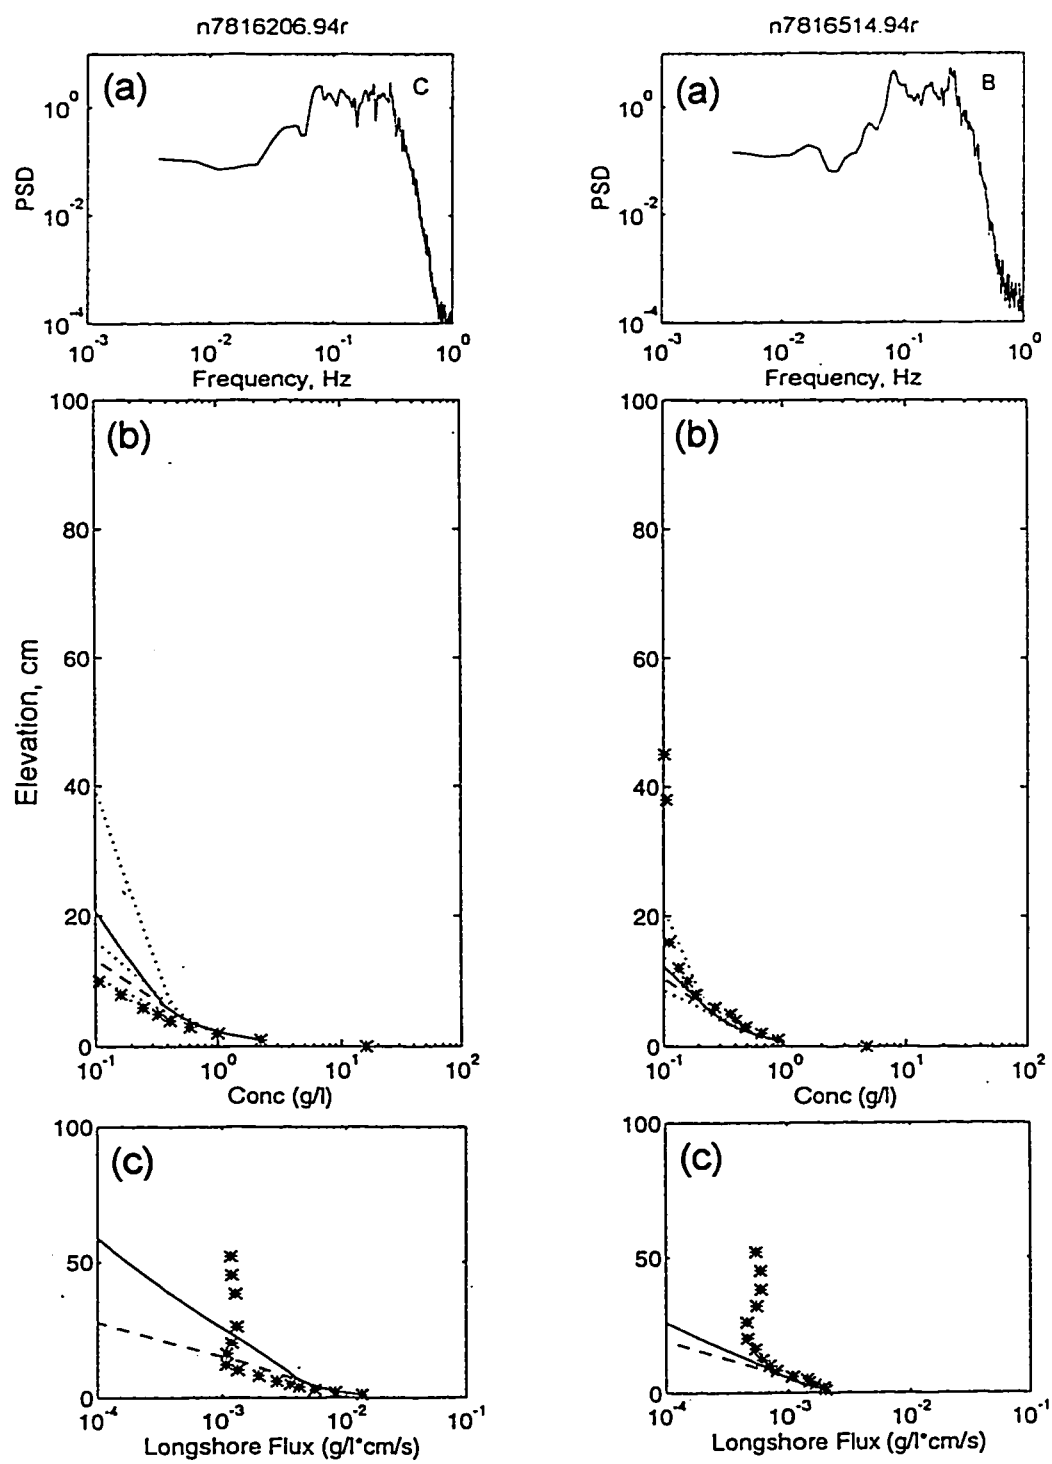 n7816206.94r
n7816514.94r
(a)
C
10^0
10^-2
10^-4
PSD
10^-3 10^-2 10^-1 10^0
Frequency, Hz
(a)
B
10^0
10^-2
10^-4
PSD
10^-3 10^-2 10^-1 10^0
Frequency, Hz
(b)
100
80
60
40
20
0
Elevation, cm
10^-1 10^0 10^1 10^2
Conc (g/l)
(b)
100
80
60
40
20
0
10^-1 10^0 10^1 10^2
Conc (g/l)
(c)
100
50
0
10^-4 10^-3 10^-2 10^-1
Longshore Flux (g/l*cm/s)
(c)
100
50
0
10^-4 10^-3 10^-2 10^-1
Longshore Flux (g/l*cm/s)